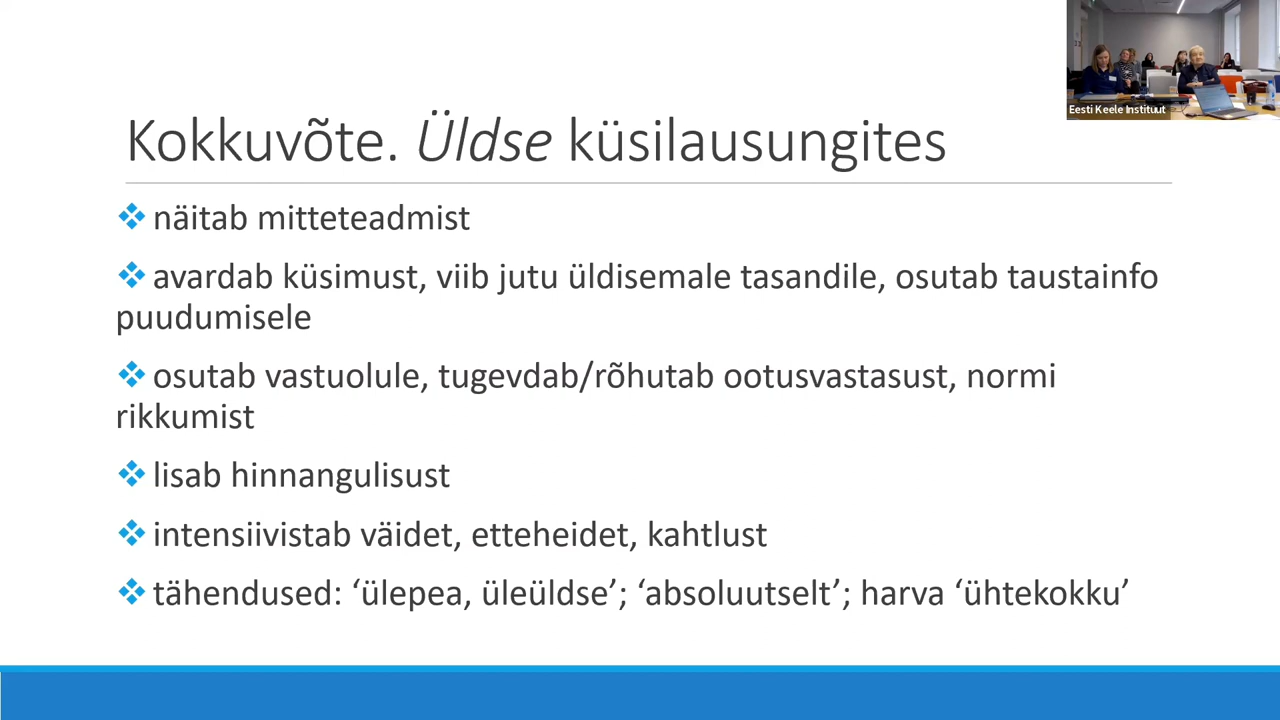 Eesti Keele Instituut
Kokkuvõte. Üldse küsilausungites
❖ näitab mitteteadmist
❖ avardab küsimust, viib jutu üldisemale tasandile, osutab taustainfo
puudumisele
❖ osutab vastuolule, tugevdab/rõhutab ootusvastasust, normi
rikkumist
❖ lisab hinnangulisust
❖ intensiivistab väidet, etteheidet, kahtlust
❖ tähendused: ‘ülepea, üleüldse’; ‘absoluutselt’; harva ‘ühtekokku’